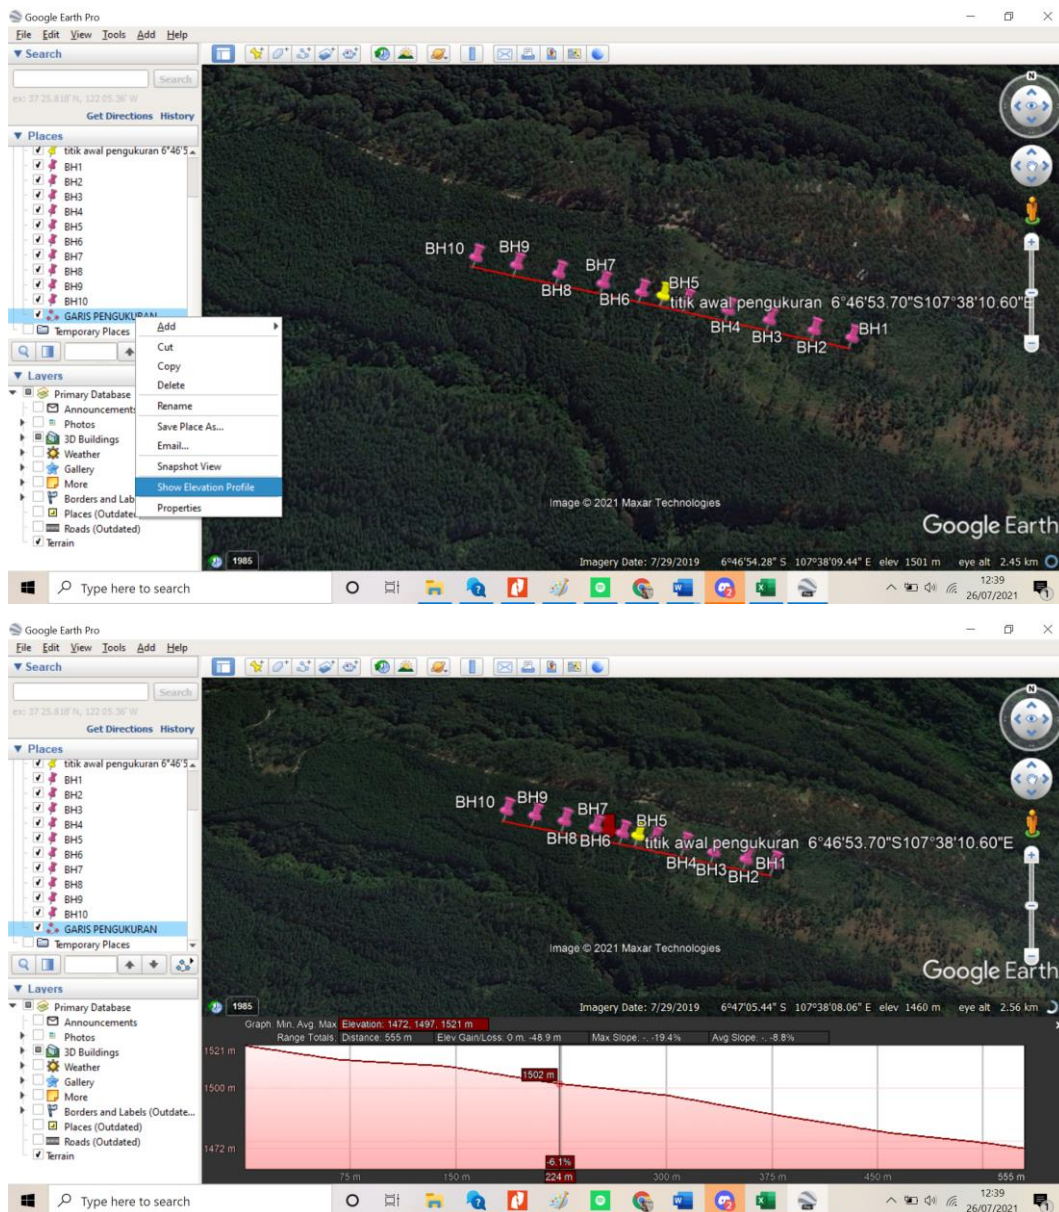 Google Earth Pro
File Edit View Tools Add Help
Search
Search
ex: 37 25.818' N, 122 05.36' W
Get Directions History
Places
titik awal pengukuran 6°46'5
BH1
BH2
BH3
BH4
BH5
BH6
BH7
BH8
BH9
BH10
GARIS PENGUKURAN
Temporary Places
Add
Cut
Copy
Delete
Rename
Save Place As...
Email...
Snapshot View
Show Elevation Profile
Properties
Layers
Primary Database
Announcements
Photos
3D Buildings
Weather
Gallery
More
Borders and Lab
Places (Outdated
Roads (Outdated)
Terrain
N
BH10
BH9
BH8
BH7
BH6
BH5
titik awal pengukuran 6°46'53.70"S107°38'10.60"E
BH4
BH3
BH2
BH1
Image © 2021 Maxar Technologies
Google Earth
1985
Imagery Date: 7/29/2019 6°46'54.28" S 107°38'09.44" E elev 1501 m eye alt 2.45 km
Type here to search
12:39
26/07/2021
Google Earth Pro
File Edit View Tools Add Help
Search
Search
ex: 37 25.818' N, 122 05.36' W
Get Directions History
Places
titik awal pengukuran 6°46'5
BH1
BH2
BH3
BH4
BH5
BH6
BH7
BH8
BH9
BH10
GARIS PENGUKURAN
Temporary Places
Layers
Primary Database
Announcements
Photos
3D Buildings
Weather
Gallery
More
Borders and Labels (Outdate...
Places (Outdated)
Roads (Outdated)
Terrain
N
BH10
BH9
BH8
BH7
BH6
BH5
titik awal pengukuran 6°46'53.70"S107°38'10.60"E
BH4
BH3
BH2
BH1
Image © 2021 Maxar Technologies
Google Earth
1985
Imagery Date: 7/29/2019 6°47'05.44" S 107°38'08.06" E elev 1460 m eye alt 2.56 km
Graph: Min, Avg, Max Elevation: 1472, 1497, 1521 m
Range Totals: Distance: 555 m Elev Gain/Loss: 0 m, -48.9 m Max Slope: -, -19.4% Avg Slope: -, -8.8%
1521 m
1500 m
1472 m
1502 m
-6.1%
75 m 150 m 224 m 300 m 375 m 450 m 555 m
Type here to search
12:39
26/07/2021